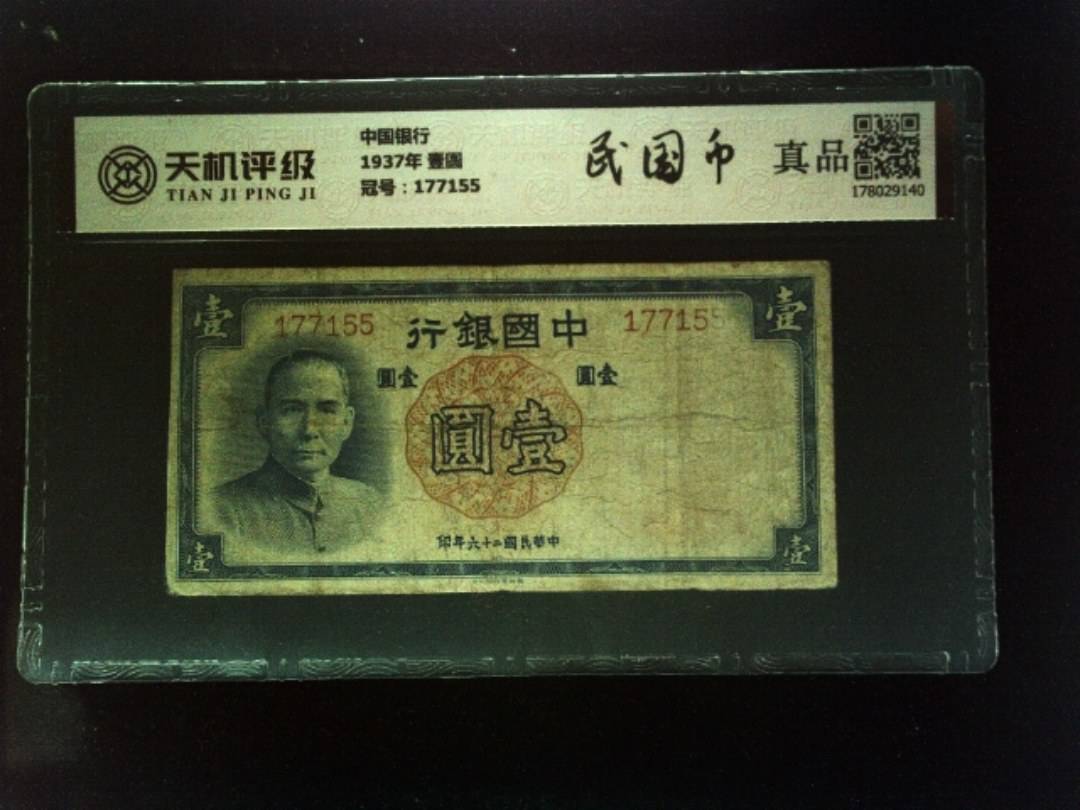 天机评级
TIAN JI PING JI
中国银行
1937年 壹圆
冠号：177155
民国币
真品
178029140
壹
177155
行銀國中
177155
壹
圓壹
圓壹
圓壹
印年六十二國民華中
壹
壹